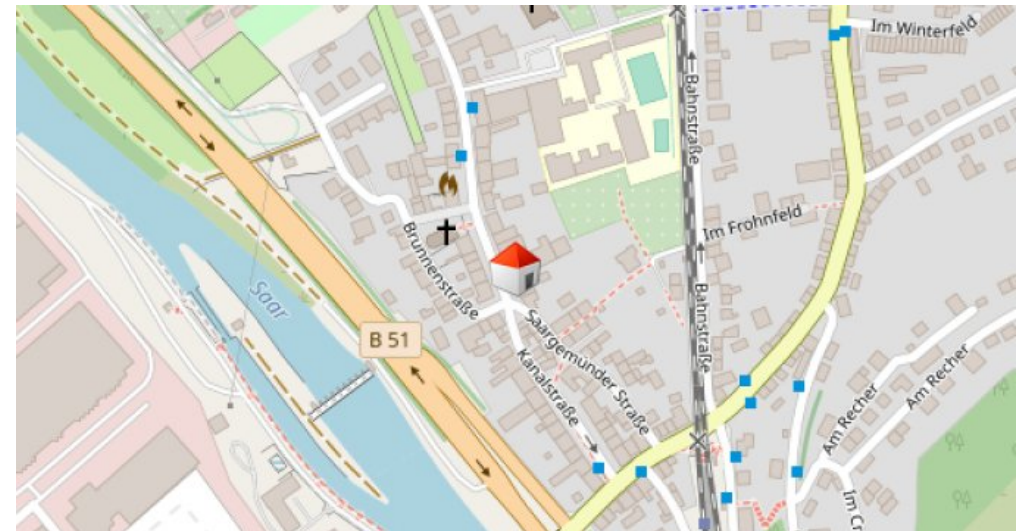 Im Winterfeld
Bahnstraße
Im Frohnfeld
Brunnenstraße
Saar
B 51
Bahnstraße
Saargemünder Straße
Kanalstraße
Am Recher
Am Recher